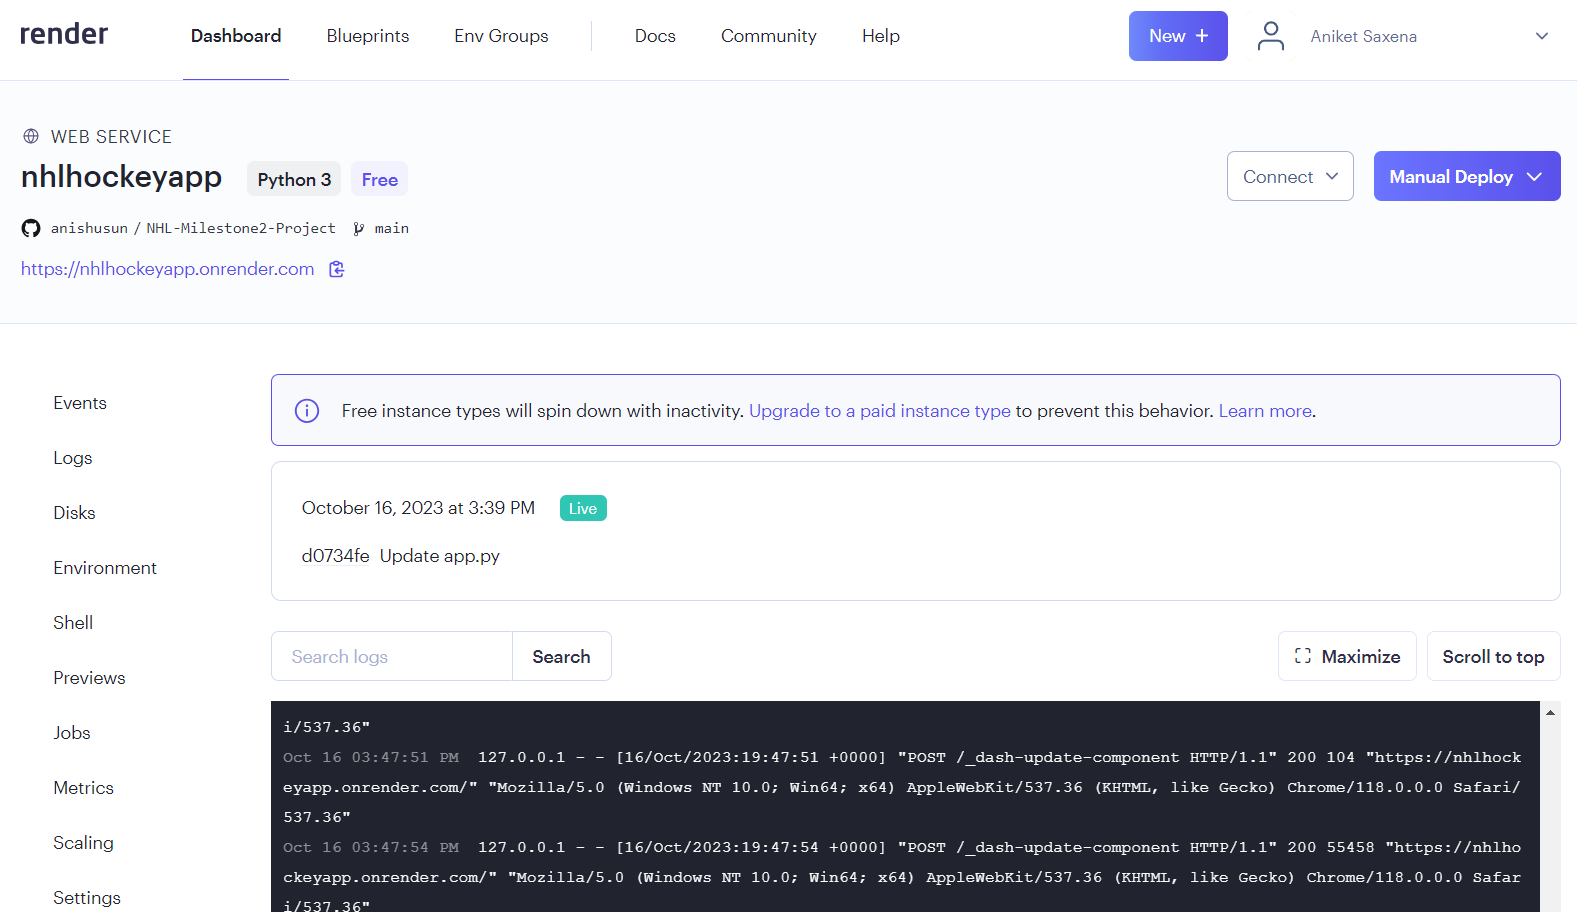 render Dashboard Blueprints Env Groups Docs Community Help New + Aniket Saxena
WEB SERVICE
nhlhockeyapp Python 3 Free
Connect Manual Deploy
anishusun / NHL-Milestone2-Project main
https://nhlhockeyapp.onrender.com
Events
Logs
Disks
Environment
Shell
Previews
Jobs
Metrics
Scaling
Settings
Free instance types will spin down with inactivity. Upgrade to a paid instance type to prevent this behavior. Learn more.
October 16, 2023 at 3:39 PM Live
d0734fe Update app.py
Search logs Search Maximize Scroll to top
i/537.36"
Oct 16 03:47:51 PM 127.0.0.1 - - [16/Oct/2023:19:47:51 +0000] "POST /_dash-update-component HTTP/1.1" 200 104 "https://nhlhock
eyapp.onrender.com/" "Mozilla/5.0 (Windows NT 10.0; Win64; x64) AppleWebKit/537.36 (KHTML, like Gecko) Chrome/118.0.0.0 Safari/
537.36"
Oct 16 03:47:54 PM 127.0.0.1 - - [16/Oct/2023:19:47:54 +0000] "POST /_dash-update-component HTTP/1.1" 200 55458 "https://nhlho
ckeyapp.onrender.com/" "Mozilla/5.0 (Windows NT 10.0; Win64; x64) AppleWebKit/537.36 (KHTML, like Gecko) Chrome/118.0.0.0 Safar
i/537.36"